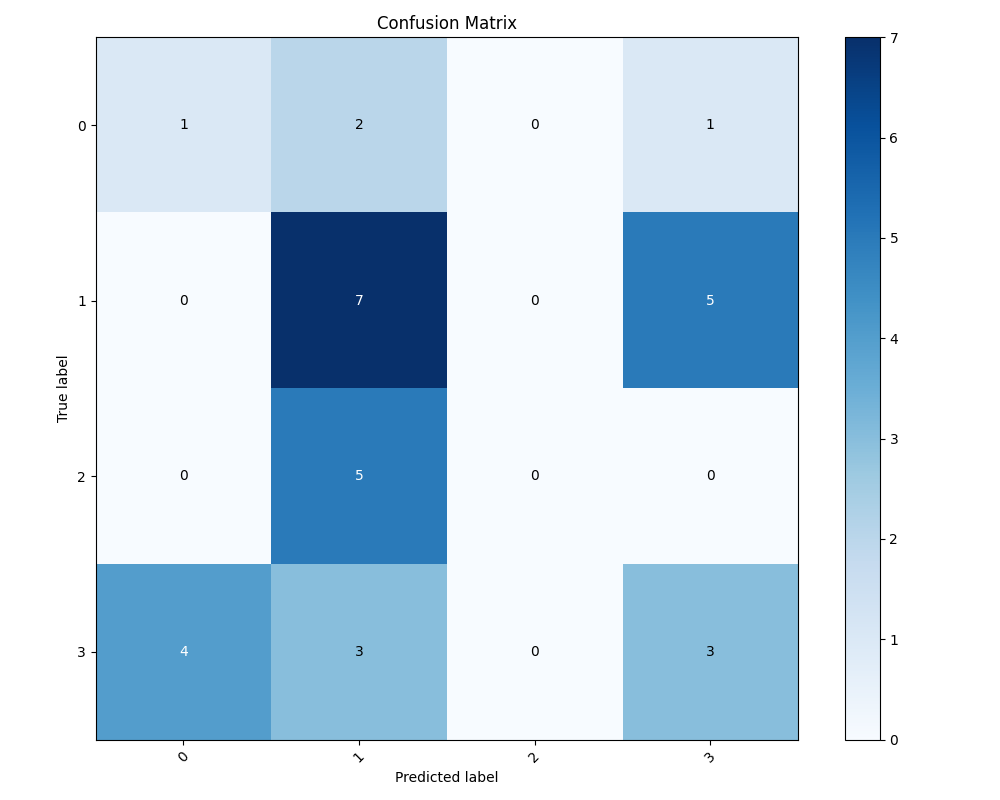 Confusion Matrix
0 1 2 0 1
1 0 7 0 5
2 0 5 0 0
3 4 3 0 3
True label
0 1 2 3
Predicted label
7
6
5
4
3
2
1
0